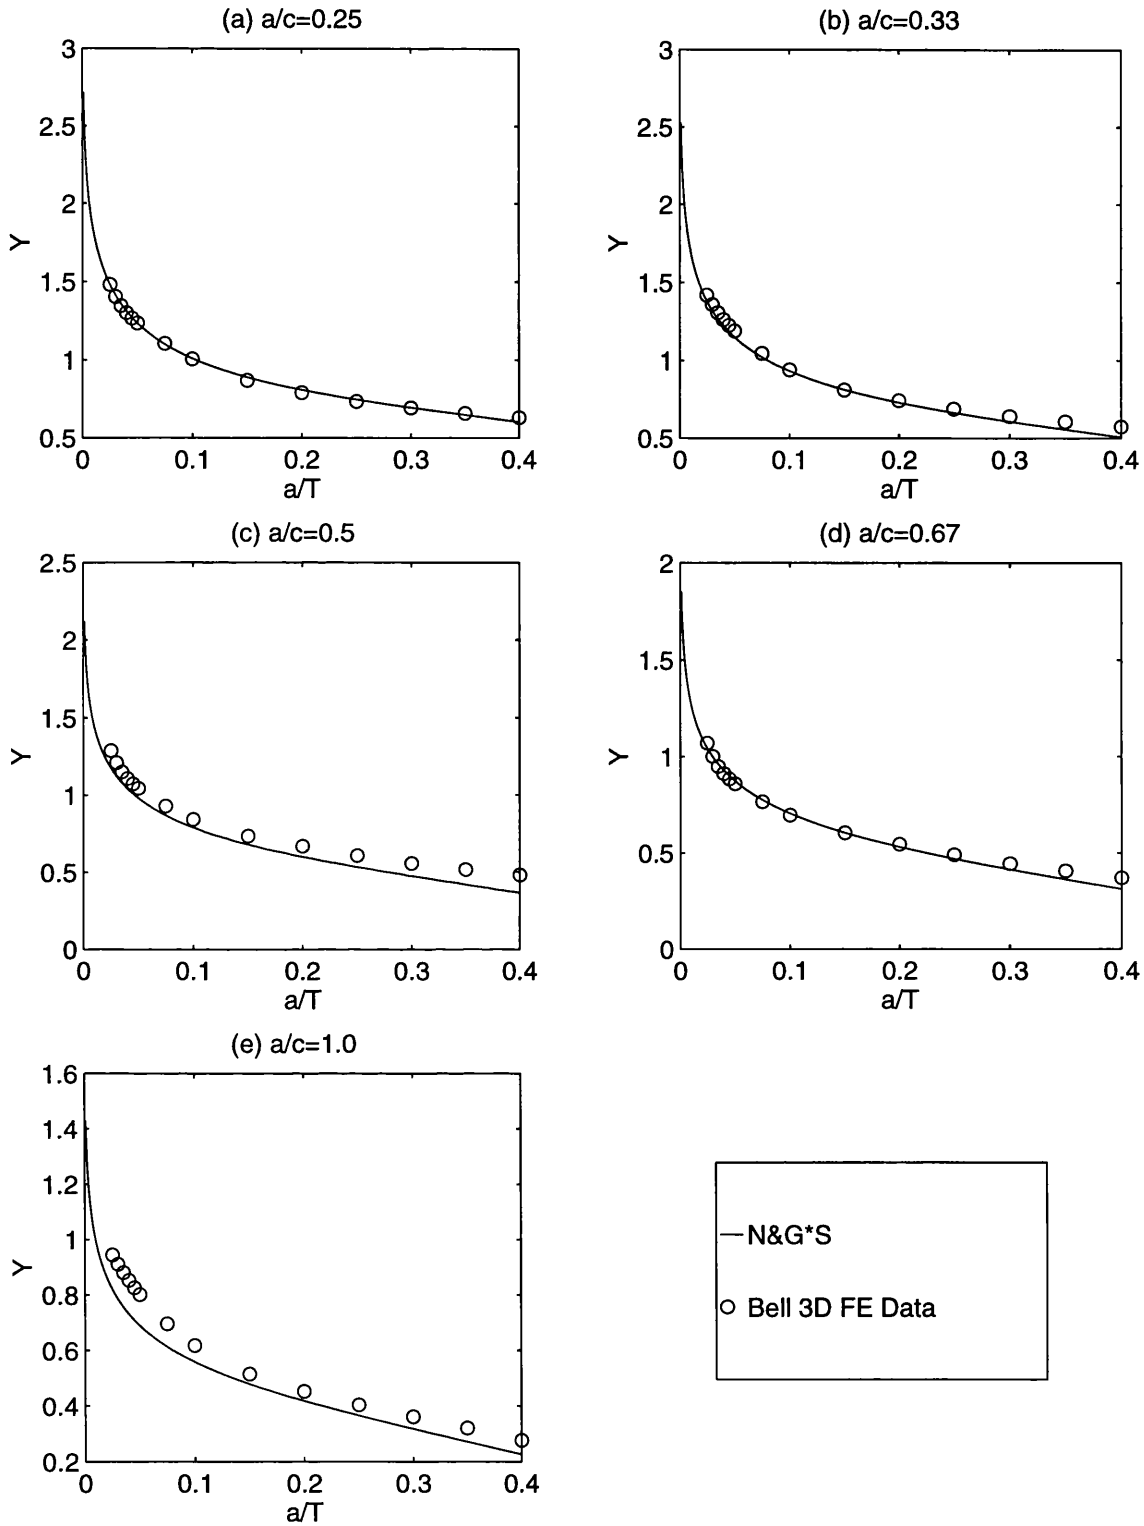 (a) a/c=0.25
3
2.5
2
1.5
1
0.5
Y
0 0.1 0.2 0.3 0.4
a/T
(b) a/c=0.33
3
2.5
2
1.5
1
0.5
Y
0 0.1 0.2 0.3 0.4
a/T
(c) a/c=0.5
2.5
2
1.5
1
0.5
0
Y
0 0.1 0.2 0.3 0.4
a/T
(d) a/c=0.67
2
1.5
1
0.5
0
Y
0 0.1 0.2 0.3 0.4
a/T
(e) a/c=1.0
1.6
1.4
1.2
1
0.8
0.6
0.4
0.2
Y
0 0.1 0.2 0.3 0.4
a/T
N&G*S
Bell 3D FE Data